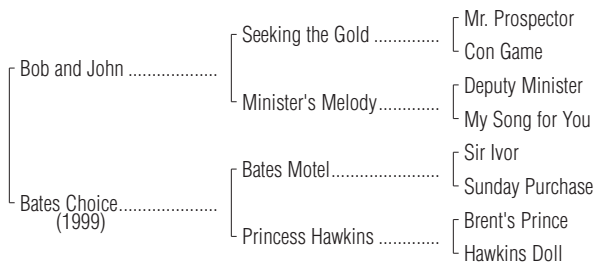 Mr. Prospector
Seeking the Gold ..............
Con Game
Bob and John ...................
Deputy Minister
Minister's Melody.............
My Song for You
Sir Ivor
Bates Motel.......................
Sunday Purchase
Bates Choice.....................
(1999)
Brent's Prince
Princess Hawkins .............
Hawkins Doll